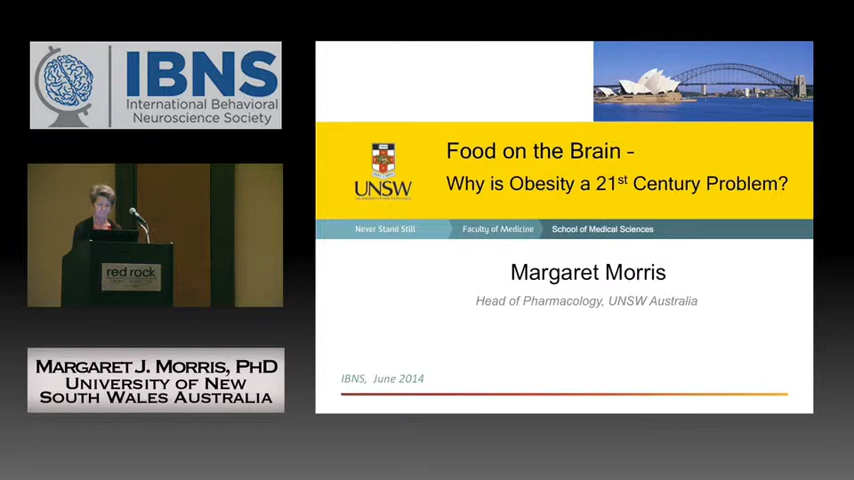 IBNS
International Behavioral
Neuroscience Society
red rock
MARGARET J. MORRIS, PHD
UNIVERSITY OF NEW
SOUTH WALES AUSTRALIA
UNSW
Food on the Brain –
Why is Obesity a 21st Century Problem?
Never Stand Still
Faculty of Medicine
School of Medical Sciences
Margaret Morris
Head of Pharmacology, UNSW Australia
IBNS, June 2014